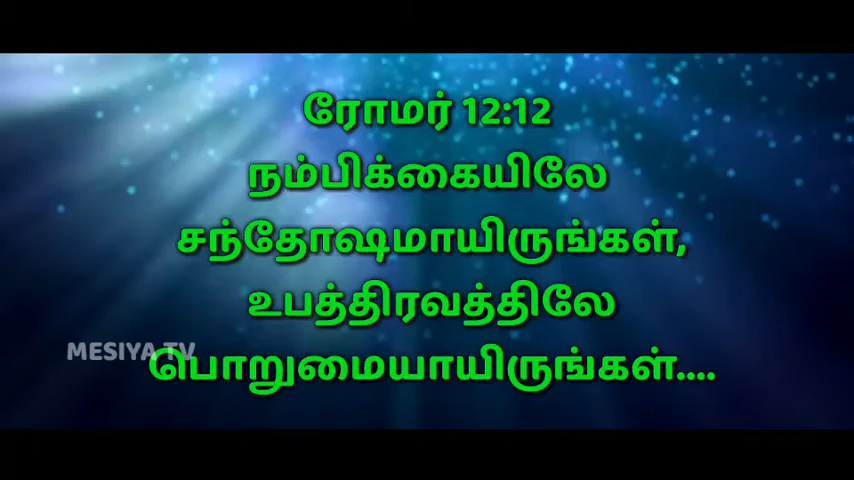 ரோமர் 12:12
நம்பிக்கையிலே
சந்தோஷமாயிருங்கள்,
உபத்திரவத்திலே
MESIYA TV
பொறுமையாயிருங்கள்....